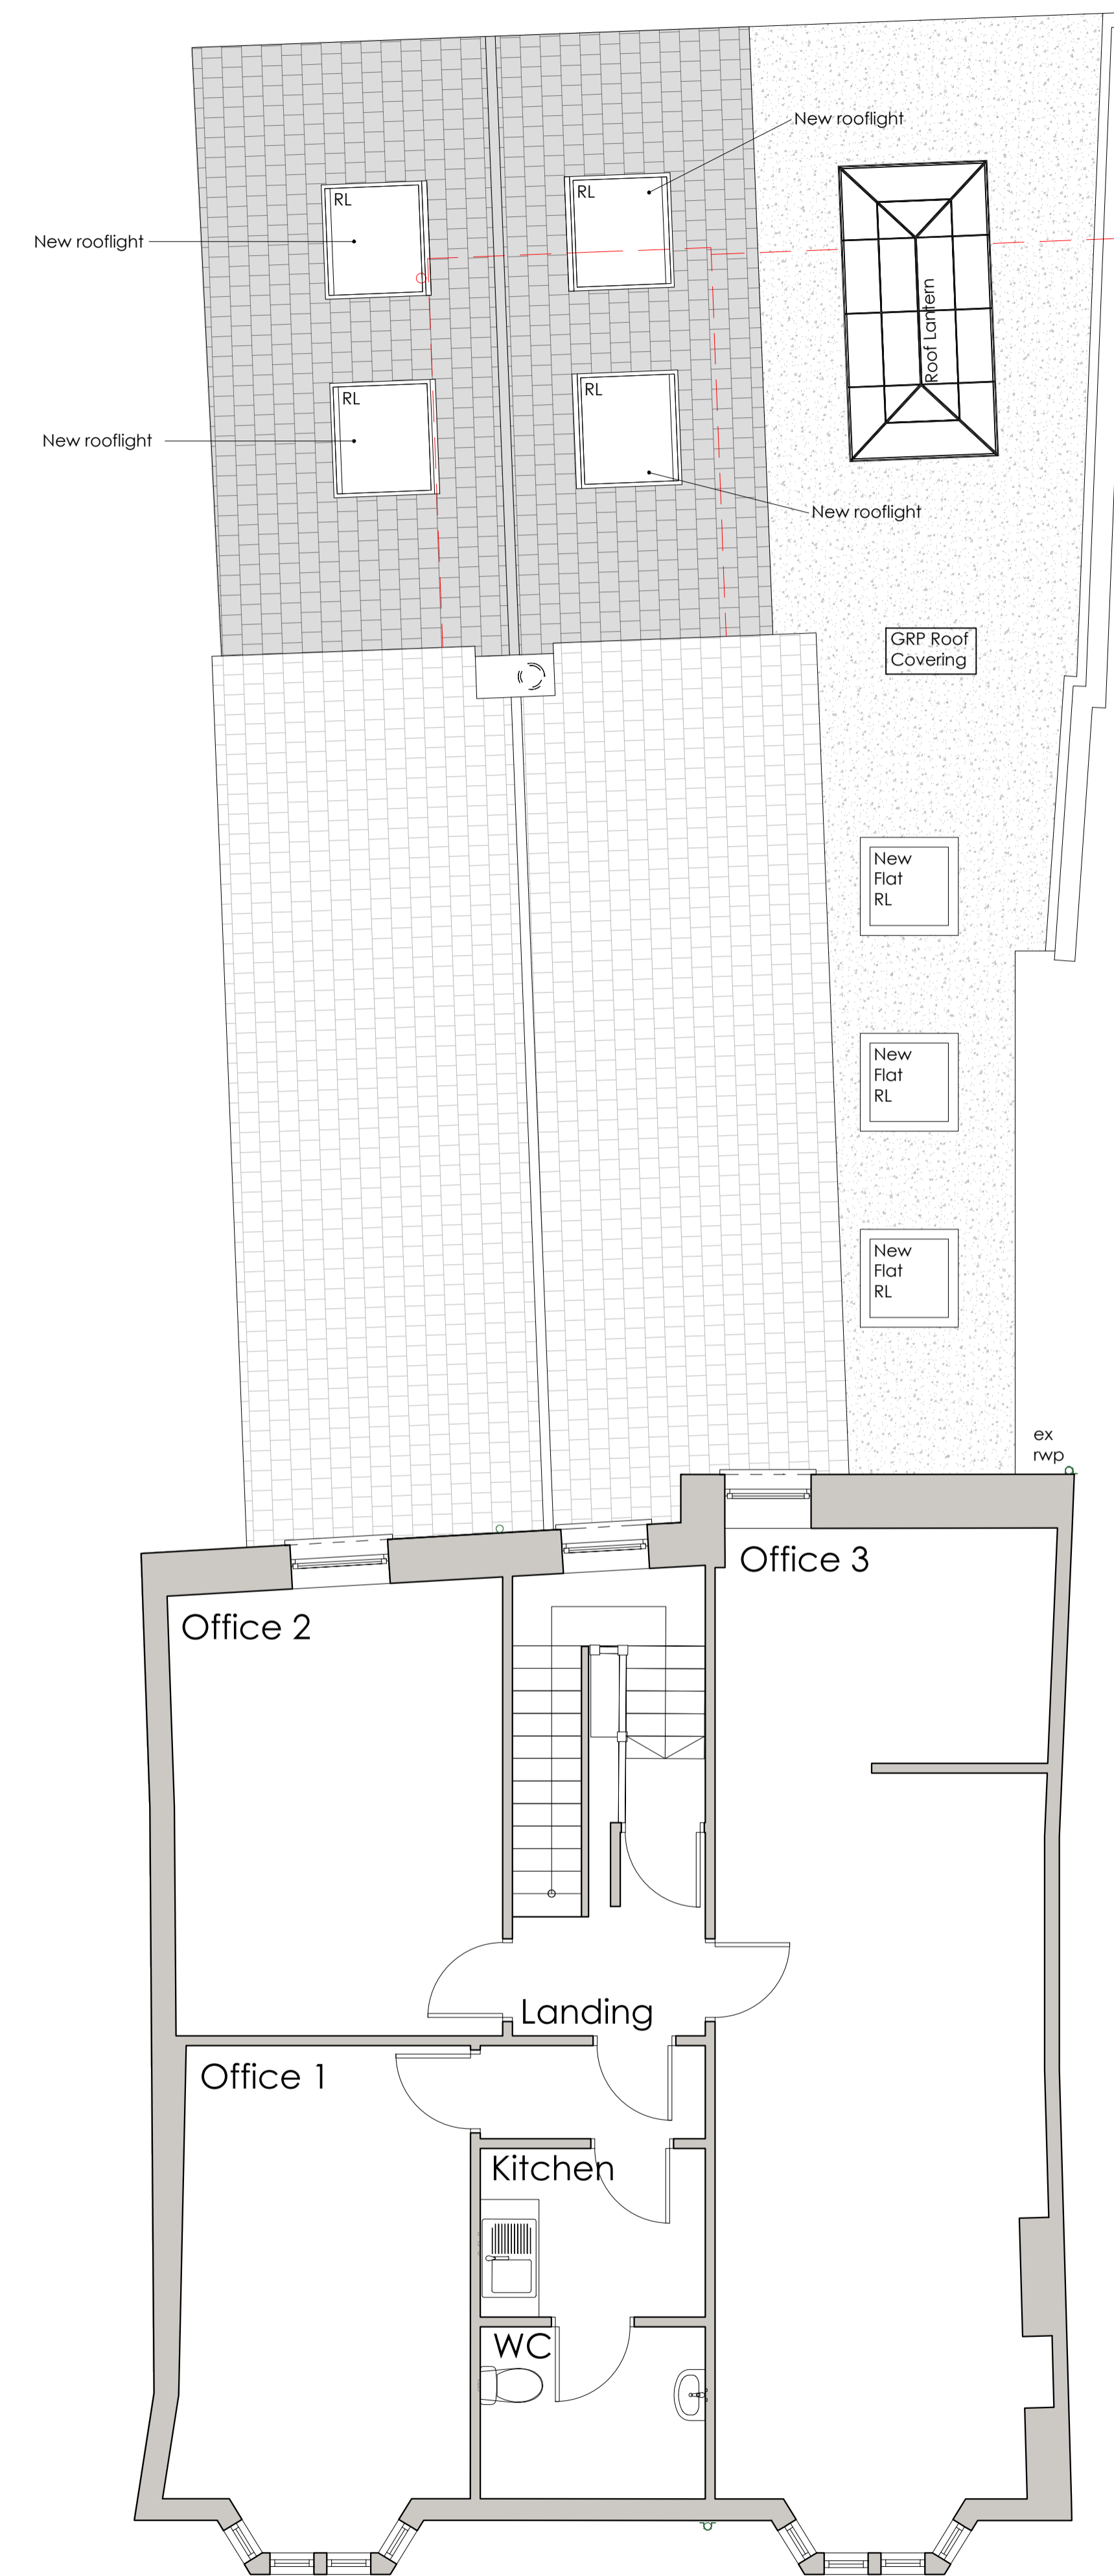 New rooflight
RL
RL
New rooflight
Roof Lantern
RL
RL
New rooflight
New rooflight
GRP Roof
Covering
New
Flat
RL
New
Flat
RL
New
Flat
RL
ex
rwp
Office 3
Office 2
Landing
Office 1
Kitchen
WC